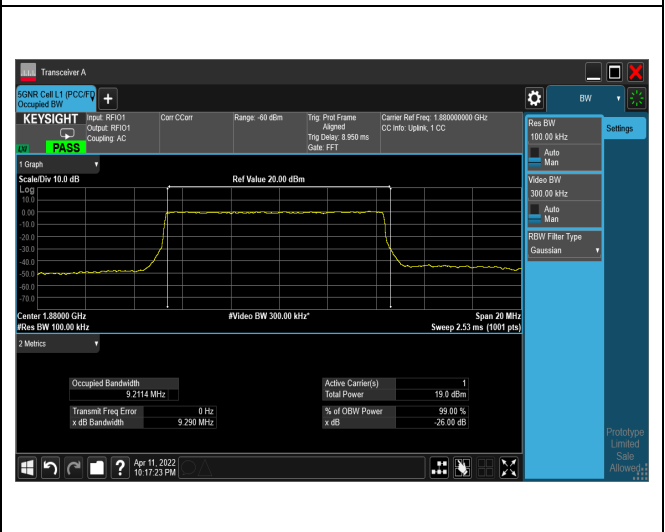 Transceiver A
5GNR Cell L1 (PCC/FD
Occupied BW
KEYSIGHT
PASS
Input: RFIO1
Output: RFIO1
Coupling: AC
Corr CCorr
Range: -60 dBm
Trig: Prot Frame
Aligned
Trig Delay: 8.950 ms
Gate: FFT
Carrier Ref Freq: 1.880000000 GHz
CC Info: Uplink, 1 CC
BW
Settings
Res BW
100.00 kHz
Auto
Man
Video BW
300.00 kHz
Auto
Man
RBW Filter Type
Gaussian
1 Graph
Scale/Div 10.0 dB
Ref Value 20.00 dBm
Log
10.0
0.00
-10.0
-20.0
-30.0
-40.0
-50.0
-60.0
-70.0
Center 1.88000 GHz
#Video BW 300.00 kHz*
Span 20 MHz
#Res BW 100.00 kHz
Sweep 2.53 ms (1001 pts)
2 Metrics
Occupied Bandwidth
9.2114 MHz
Transmit Freq Error 0 Hz
x dB Bandwidth 9.290 MHz
Active Carrier(s) 1
Total Power 19.0 dBm
% of OBW Power 99.00 %
x dB -26.00 dB
Prototype
Limited
Sale
Allowed
Apr 11, 2022
10:17:23 PM